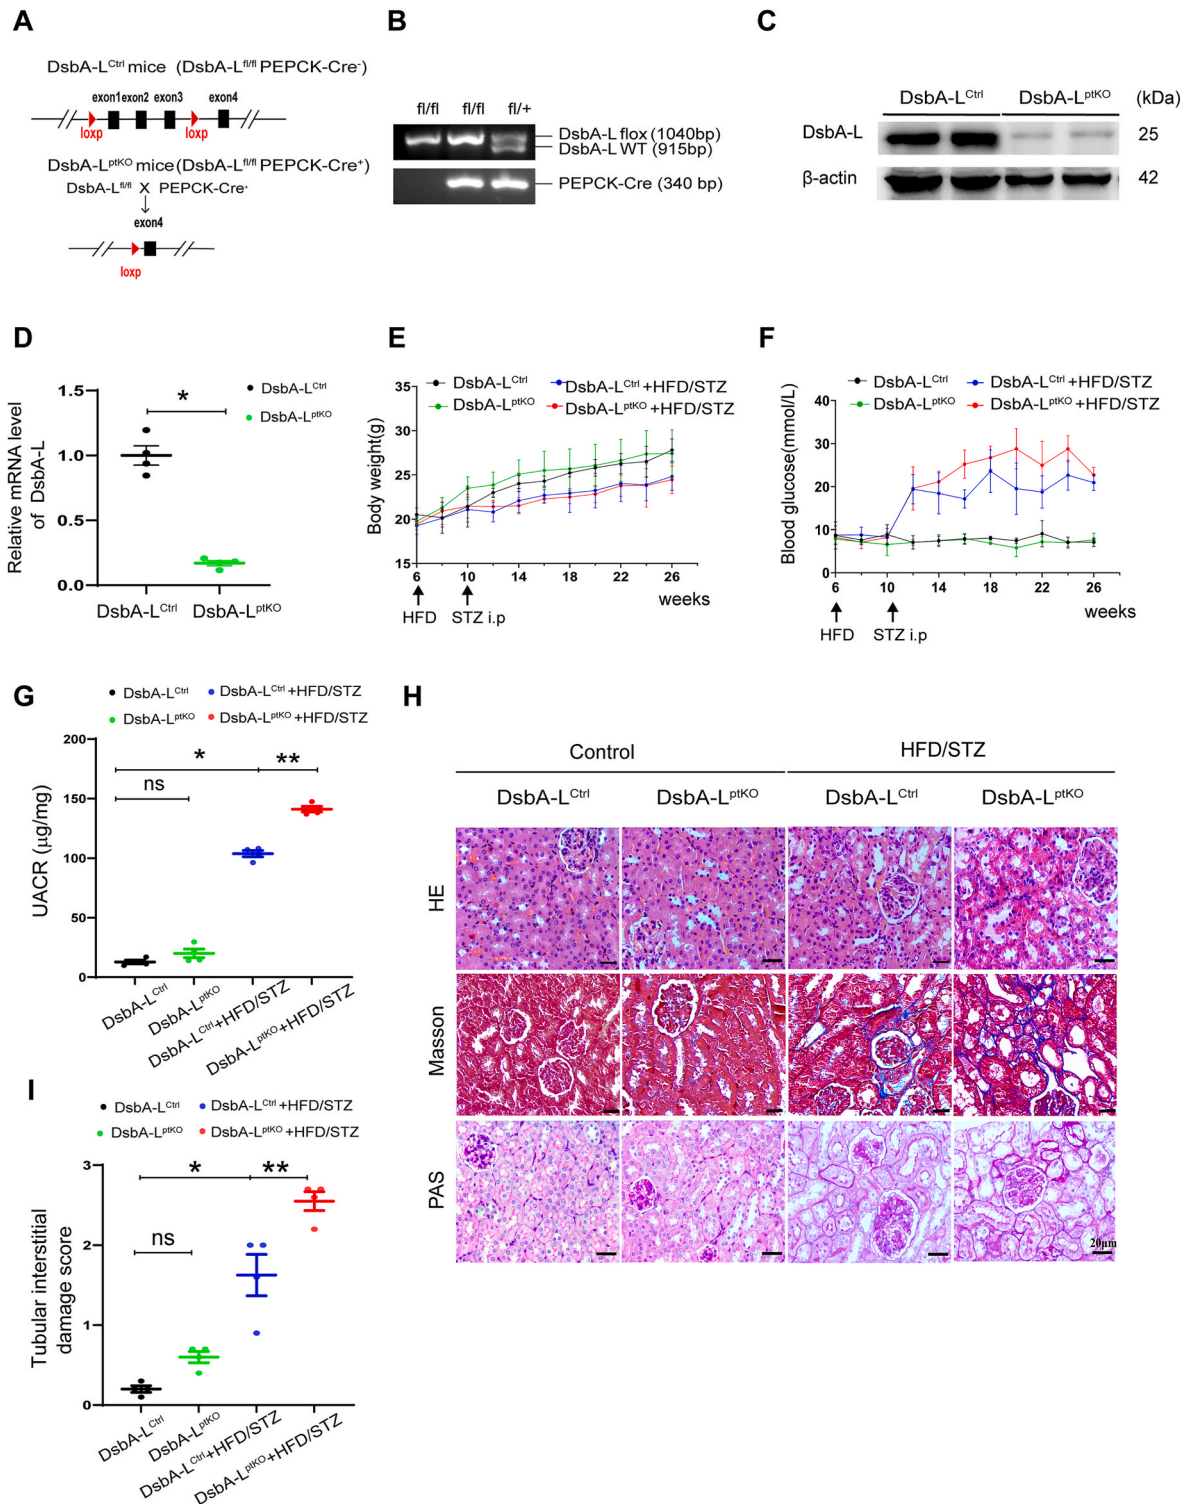 A
DsbA-L^Ctrl mice (DsbA-L^fl/fl PEPCK-Cre^-)
exon1 exon2 exon3 exon4
loxp loxp
DsbA-L^ptKO mice (DsbA-L^fl/fl PEPCK-Cre^+)
DsbA-L^fl/fl X PEPCK-Cre^+
exon4
loxp
B
fl/fl fl/fl fl/+
DsbA-L flox (1040bp)
DsbA-L WT (915bp)
PEPCK-Cre (340 bp)
C
DsbA-L^Ctrl DsbA-L^ptKO (kDa)
DsbA-L 25
β-actin 42
D
Relative mRNA level
of DsbA-L
1.5
1.0
0.5
0.0
*
DsbA-L^Ctrl
DsbA-L^ptKO
DsbA-L^Ctrl DsbA-L^ptKO
E
DsbA-L^Ctrl DsbA-L^Ctrl+HFD/STZ
DsbA-L^ptKO DsbA-L^ptKO+HFD/STZ
Body weight(g)
35
30
25
20
15
6 10 14 18 22 26
weeks
HFD STZ i.p
F
DsbA-L^Ctrl DsbA-L^Ctrl+HFD/STZ
DsbA-L^ptKO DsbA-L^ptKO+HFD/STZ
Blood glucose(mmol/L)
40
30
20
10
0
6 10 14 18 22 26
weeks
HFD STZ i.p
G
DsbA-L^Ctrl DsbA-L^Ctrl+HFD/STZ
DsbA-L^ptKO DsbA-L^ptKO+HFD/STZ
UACR (μg/mg)
200
150
100
50
0
* **
ns
DsbA-L^Ctrl
DsbA-L^ptKO
DsbA-L^Ctrl+HFD/STZ
DsbA-L^ptKO+HFD/STZ
H
Control HFD/STZ
DsbA-L^Ctrl DsbA-L^ptKO DsbA-L^Ctrl DsbA-L^ptKO
HE
Masson
PAS
20μm
I
DsbA-L^Ctrl DsbA-L^Ctrl+HFD/STZ
DsbA-L^ptKO DsbA-L^ptKO+HFD/STZ
Tubular interstitial
damage score
3
2
1
0
* **
ns
DsbA-L^Ctrl
DsbA-L^ptKO
DsbA-L^Ctrl+HFD/STZ
DsbA-L^ptKO+HFD/STZ